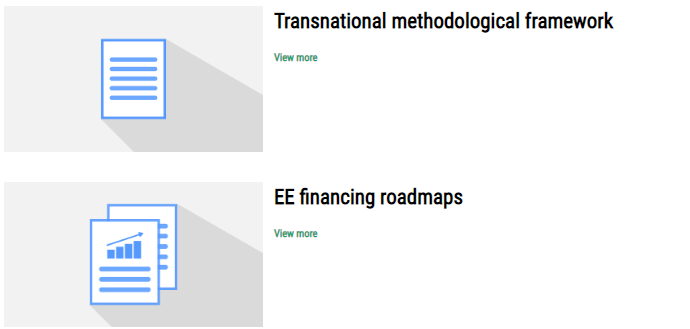 Transnational methodological framework
View more
EE financing roadmaps
View more